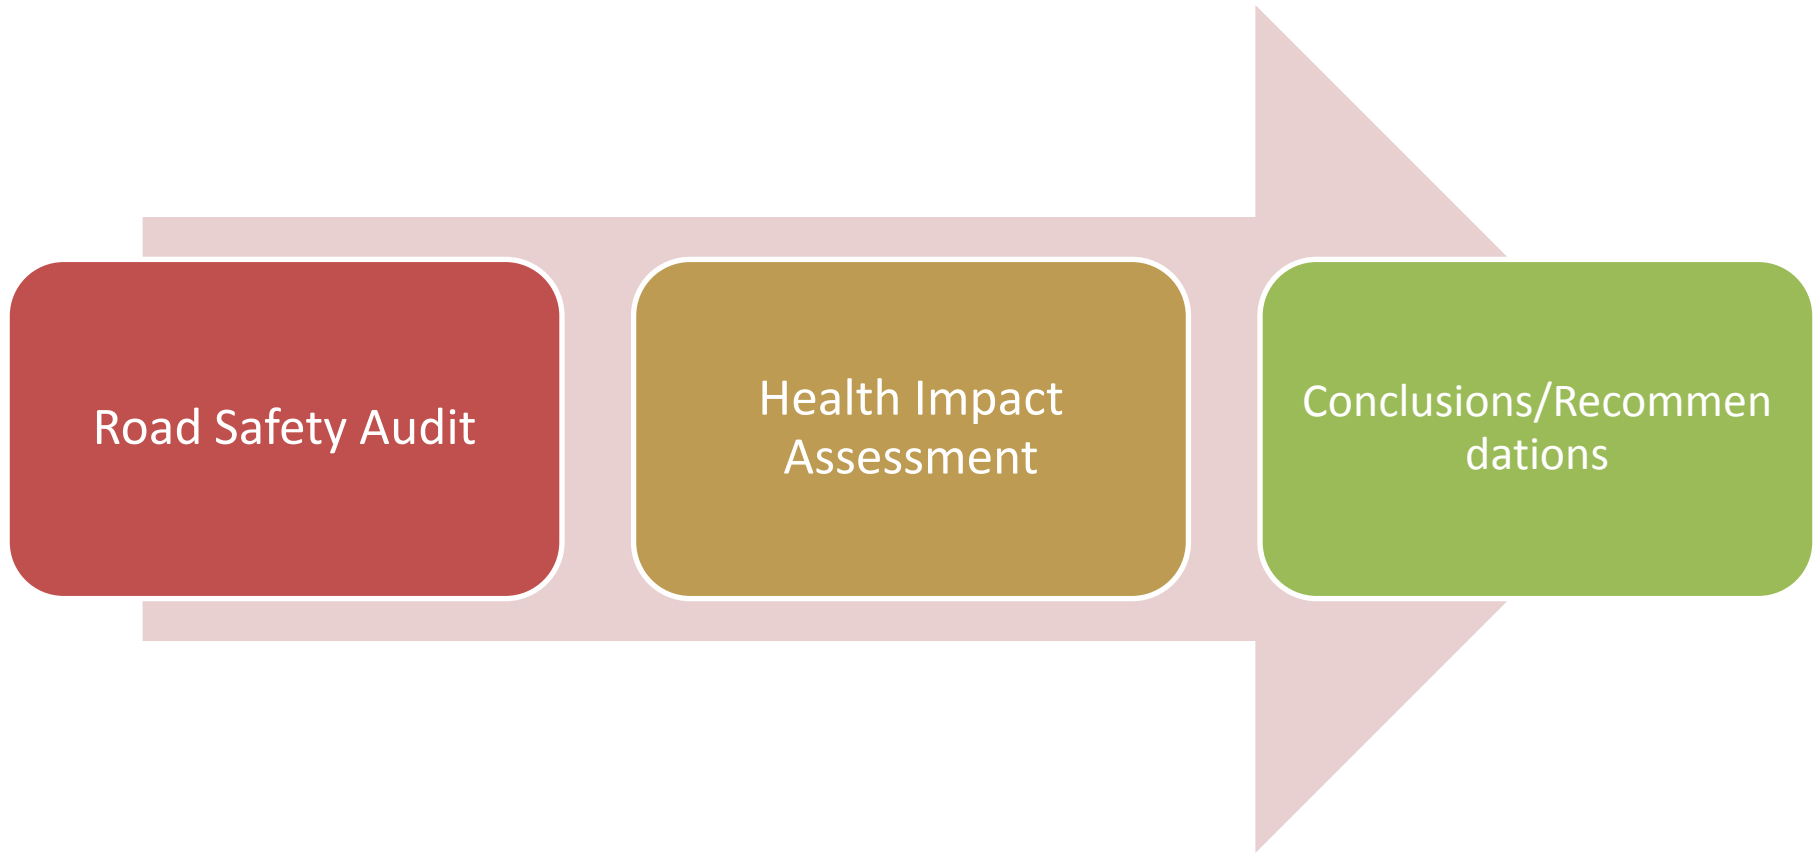 Road Safety Audit
Health Impact
Assessment
Conclusions/Recommen
dations